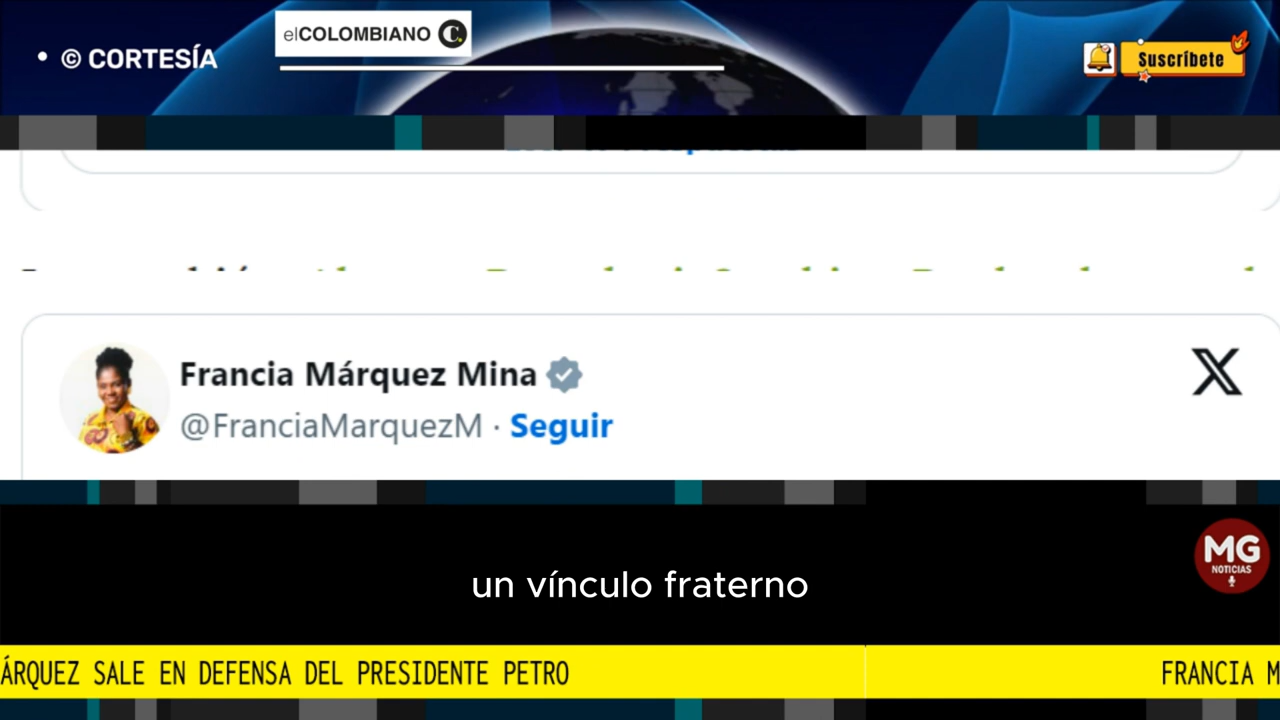 • © CORTESÍA
elCOLOMBIANO C
Suscríbete
Francia Márquez Mina
@FranciaMarquezM · Seguir
un vínculo fraterno
MG
NOTICIAS
ÁRQUEZ SALE EN DEFENSA DEL PRESIDENTE PETRO
FRANCIA M